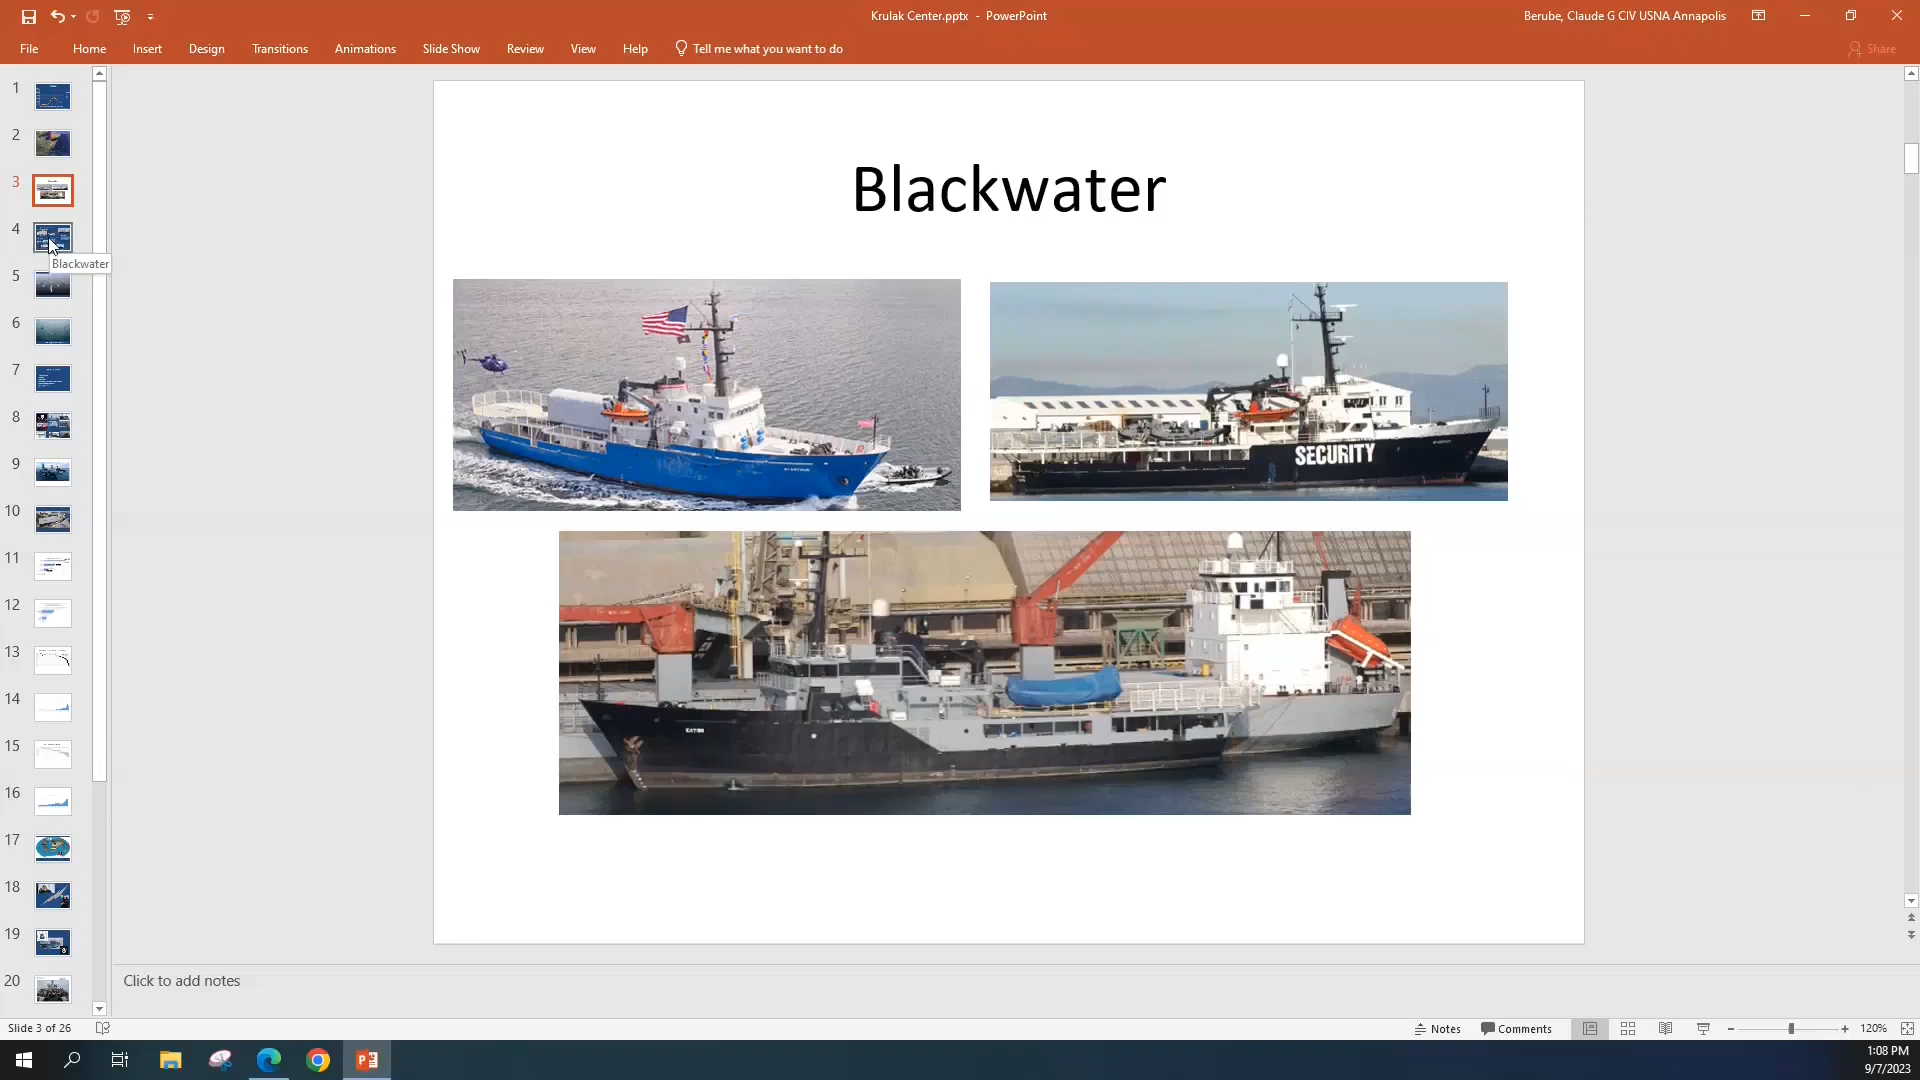 Krulak Center.pptx - PowerPoint
Berube, Claude G CIV USNA Annapolis
File Home Insert Design Transitions Animations Slide Show Review View Help Tell me what you want to do Share
1
2
3
4
Blackwater
5
6
7
8
9
10
11
12
13
14
15
16
17
18
19
20
Blackwater
SECURITY
Click to add notes
Slide 3 of 26
Notes Comments 120%
1:08 PM
9/7/2023